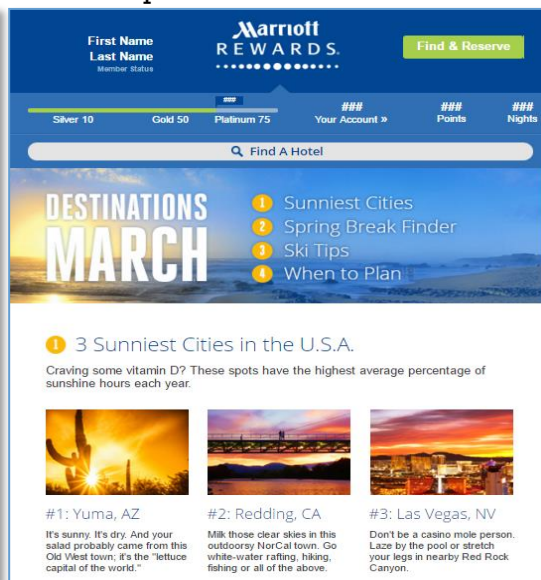 First Name
Last Name
Member Status
Marriott
REWARDS.
Find & Reserve
###
Silver 10 Gold 50 Platinum 75
### Your Account »
### Points
### Nights
Find A Hotel
DESTINATIONS
MARCH
1 Sunniest Cities
2 Spring Break Finder
3 Ski Tips
4 When to Plan
1 3 Sunniest Cities in the U.S.A.
Craving some vitamin D? These spots have the highest average percentage of
sunshine hours each year.
#1: Yuma, AZ
It's sunny. It's dry. And your
salad probably came from this
Old West town; it's the "lettuce
capital of the world."
#2: Redding, CA
Milk those clear skies in this
outdoorsy NorCal town. Go
white-water rafting, hiking,
fishing or all of the above.
#3: Las Vegas, NV
Don't be a casino mole person.
Laze by the pool or stretch
your legs in nearby Red Rock
Canyon.